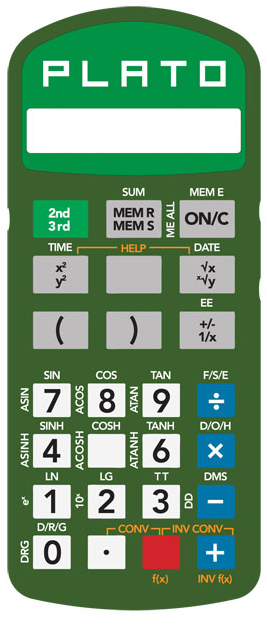 PLATO
SUM MEM E
2nd
3rd
MEM R
MEM S
ME ALL
ON/C
TIME HELP DATE
x²
y²
√x
ˣ√y
EE
(
)
+/-
1/x
SIN COS TAN F/S/E
ASIN 7 ACOS 8 ATAN 9 ÷
SINH COSH TANH D/O/H
ASINH 4 ACOSH ATANH 6 ×
LN LG TT DMS
eˣ 1 10ˣ 2 3 DD −
D/R/G CONV INV CONV
DRG 0 · +
f(x) INV f(x)